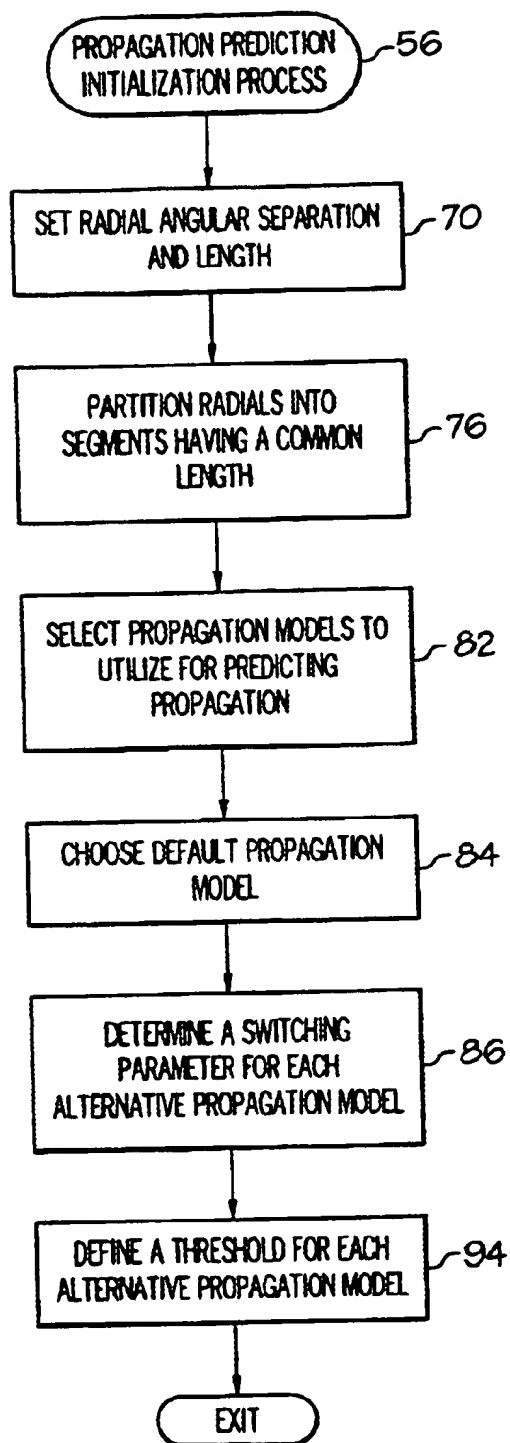 PROPAGATION PREDICTION
INITIALIZATION PROCESS
56
SET RADIAL ANGULAR SEPARATION
AND LENGTH
70
PARTITION RADIALS INTO
SEGMENTS HAVING A COMMON
LENGTH
76
SELECT PROPAGATION MODELS TO
UTILIZE FOR PREDICTING
PROPAGATION
82
CHOOSE DEFAULT PROPAGATION
MODEL
84
DETERMINE A SWITCHING
PARAMETER FOR EACH
ALTERNATIVE PROPAGATION MODEL
86
DEFINE A THRESHOLD FOR EACH
ALTERNATIVE PROPAGATION MODEL
94
EXIT